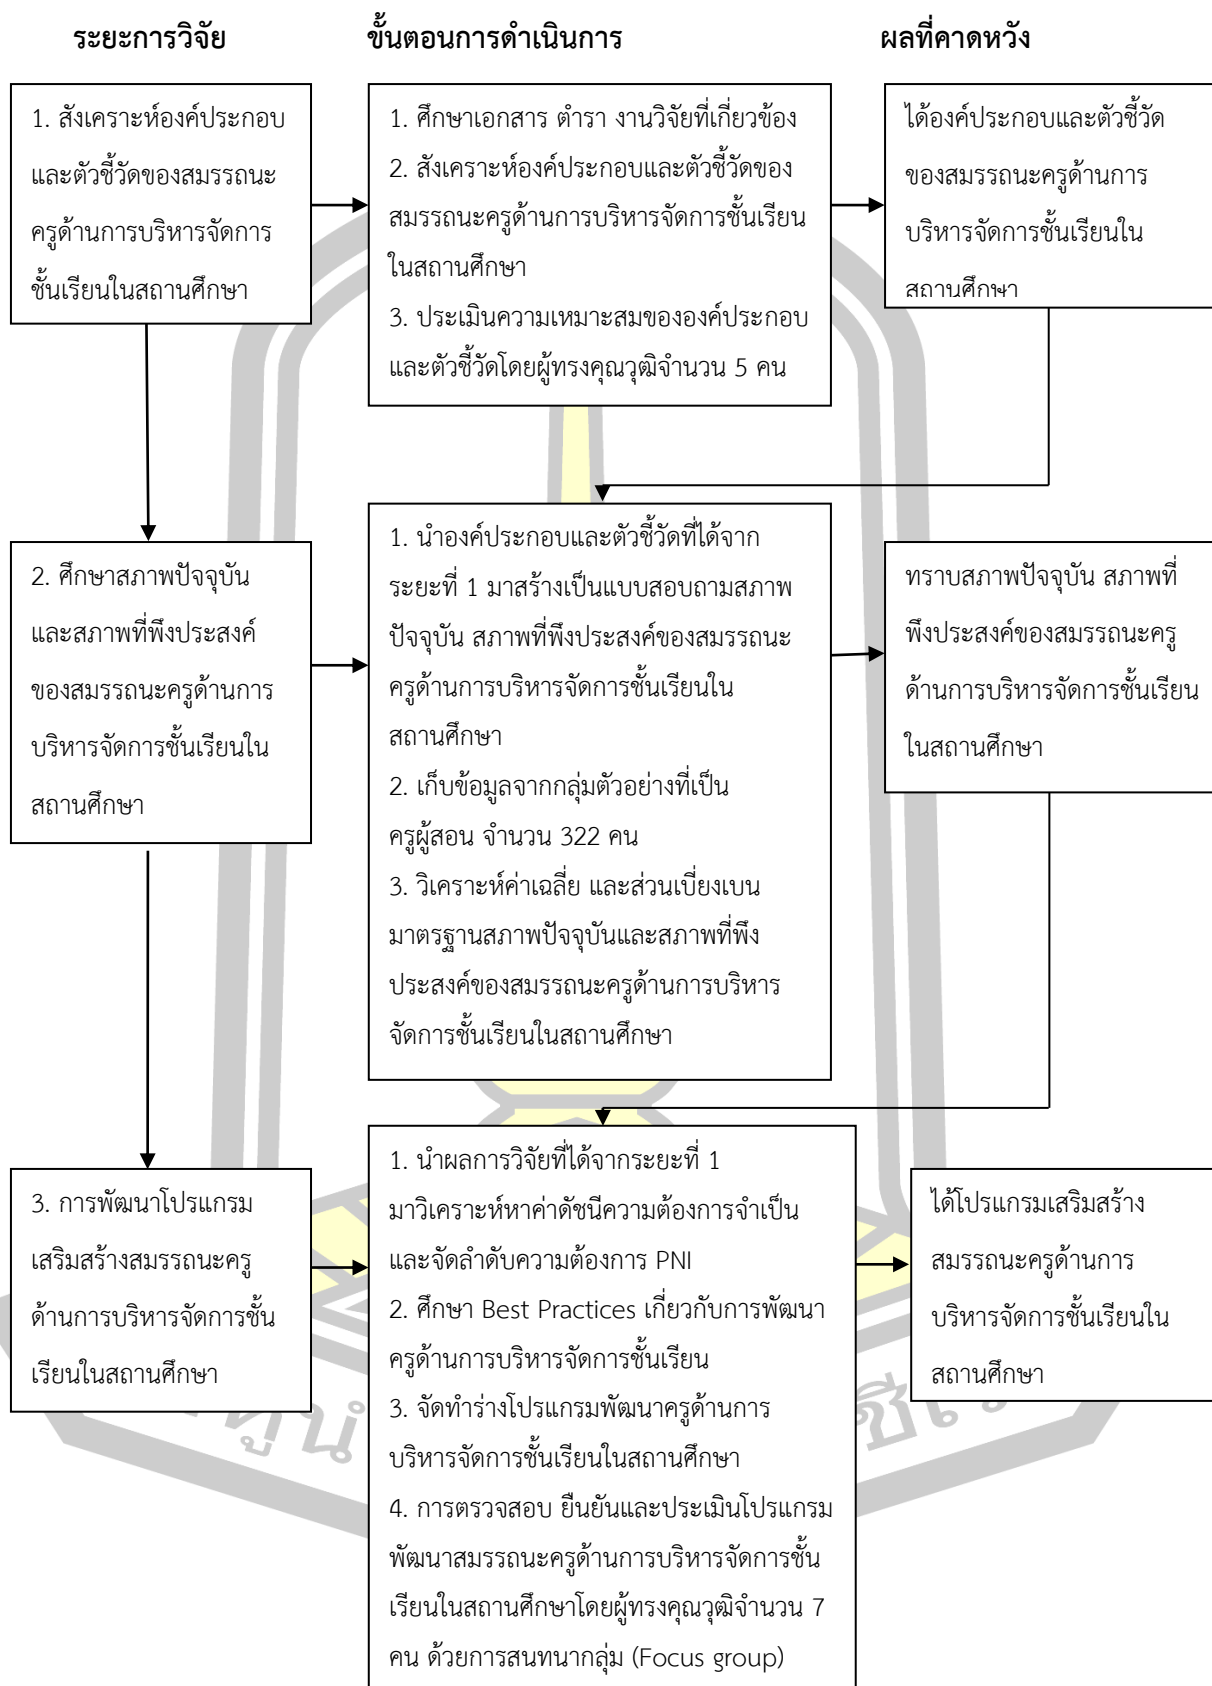 ระยะการวิจัย
ขั้นตอนการดำเนินการ
ผลที่คาดหวัง
1. สังเคราะห์องค์ประกอบ
และตัวชี้วัดของสมรรถนะ
ครูด้านการบริหารจัดการ
ชั้นเรียนในสถานศึกษา
1. ศึกษาเอกสาร ตำรา งานวิจัยที่เกี่ยวข้อง
2. สังเคราะห์องค์ประกอบและตัวชี้วัดของ
สมรรถนะครูด้านการบริหารจัดการชั้นเรียน
ในสถานศึกษา
3. ประเมินความเหมาะสมขององค์ประกอบ
และตัวชี้วัดโดยผู้ทรงคุณวุฒิจำนวน 5 คน
ได้องค์ประกอบและตัวชี้วัด
ของสมรรถนะครูด้านการ
บริหารจัดการชั้นเรียนใน
สถานศึกษา
2. ศึกษาสภาพปัจจุบัน
และสภาพที่พึงประสงค์
ของสมรรถนะครูด้านการ
บริหารจัดการชั้นเรียนใน
สถานศึกษา
1. นำองค์ประกอบและตัวชี้วัดที่ได้จาก
ระยะที่ 1 มาสร้างเป็นแบบสอบถามสภาพ
ปัจจุบัน สภาพที่พึงประสงค์ของสมรรถนะ
ครูด้านการบริหารจัดการชั้นเรียนใน
สถานศึกษา
2. เก็บข้อมูลจากกลุ่มตัวอย่างที่เป็น
ครูผู้สอน จำนวน 322 คน
3. วิเคราะห์ค่าเฉลี่ย และส่วนเบี่ยงเบน
มาตรฐานสภาพปัจจุบันและสภาพที่พึง
ประสงค์ของสมรรถนะครูด้านการบริหาร
จัดการชั้นเรียนในสถานศึกษา
ทราบสภาพปัจจุบัน สภาพที่
พึงประสงค์ของสมรรถนะครู
ด้านการบริหารจัดการชั้นเรียน
ในสถานศึกษา
3. การพัฒนาโปรแกรม
เสริมสร้างสมรรถนะครู
ด้านการบริหารจัดการชั้น
เรียนในสถานศึกษา
1. นำผลการวิจัยที่ได้จากระยะที่ 1
มาวิเคราะห์หาค่าดัชนีความต้องการจำเป็น
และจัดลำดับความต้องการ PNI
2. ศึกษา Best Practices เกี่ยวกับการพัฒนา
ครูด้านการบริหารจัดการชั้นเรียน
3. จัดทำร่างโปรแกรมพัฒนาครูด้านการ
บริหารจัดการชั้นเรียนในสถานศึกษา
4. การตรวจสอบ ยืนยันและประเมินโปรแกรม
พัฒนาสมรรถนะครูด้านการบริหารจัดการชั้น
เรียนในสถานศึกษาโดยผู้ทรงคุณวุฒิจำนวน 7
คน ด้วยการสนทนากลุ่ม (Focus group)
ได้โปรแกรมเสริมสร้าง
สมรรถนะครูด้านการ
บริหารจัดการชั้นเรียนใน
สถานศึกษา